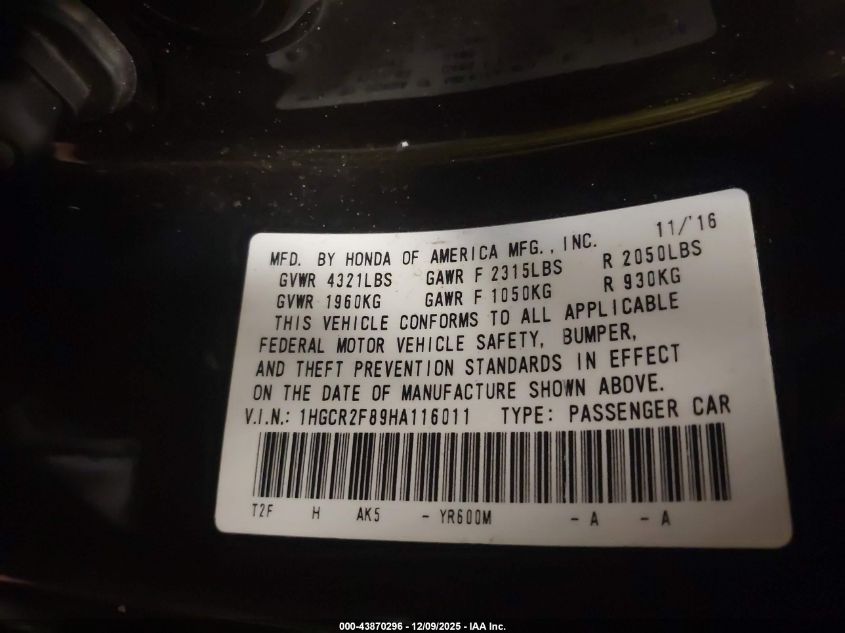 MFD. BY HONDA OF AMERICA MFG., INC. 11/'16
GVWR 4321LBS GAWR F 2315LBS R 2050LBS
GVWR 1960KG GAWR F 1050KG R 930KG
THIS VEHICLE CONFORMS TO ALL APPLICABLE
FEDERAL MOTOR VEHICLE SAFETY, BUMPER,
AND THEFT PREVENTION STANDARDS IN EFFECT
ON THE DATE OF MANUFACTURE SHOWN ABOVE.
V.I.N.: 1HGCR2F89HA116011 TYPE: PASSENGER CAR
T2F H AK5 - YR600M - A - A
000-43870296 - 12/09/2025 - IAA Inc.